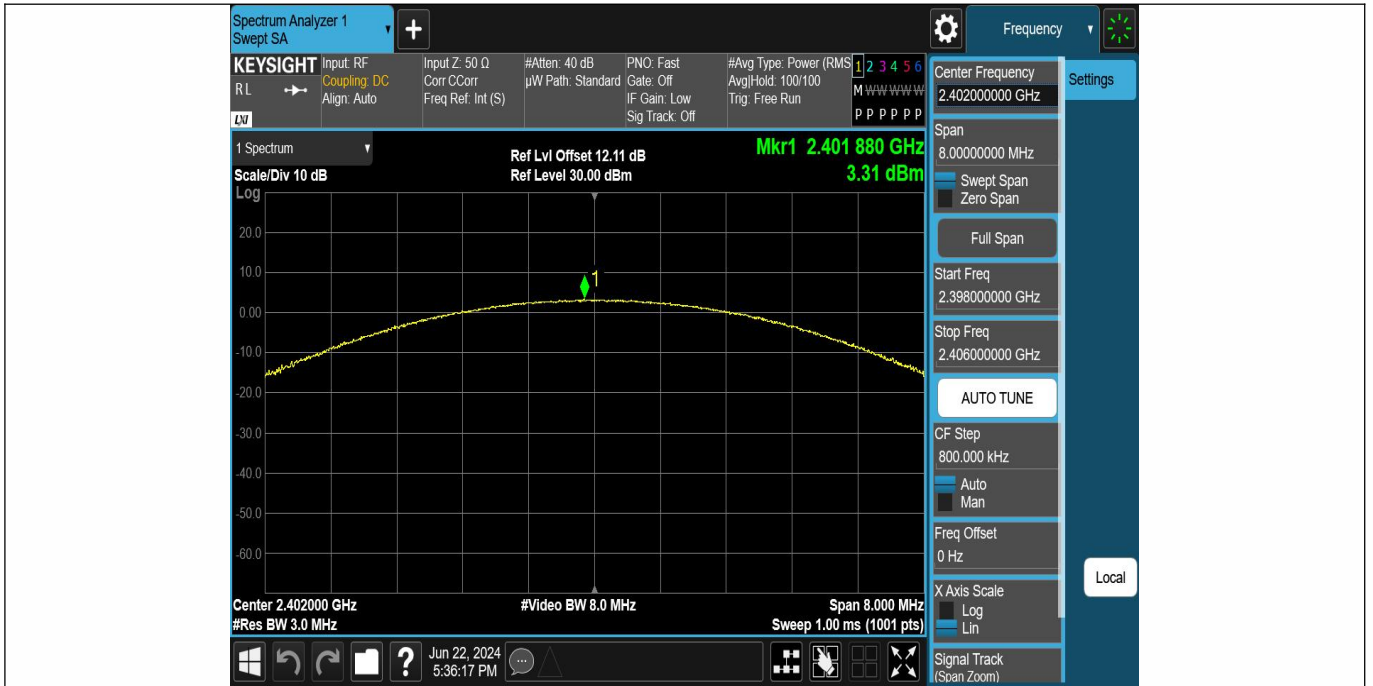 Spectrum Analyzer 1
Swept SA
Frequency
KEYSIGHT
RL
LXI
Input: RF
Coupling: DC
Align: Auto
Input Z: 50 Ω
Corr CCorr
Freq Ref: Int (S)
#Atten: 40 dB
µW Path: Standard
PNO: Fast
Gate: Off
IF Gain: Low
Sig Track: Off
#Avg Type: Power (RMS
Avg|Hold: 100/100
Trig: Free Run
1 2 3 4 5 6
M W W W W W
P P P P P P
1 Spectrum
Scale/Div 10 dB
Log
Ref Lvl Offset 12.11 dB
Ref Level 30.00 dBm
Mkr1 2.401 880 GHz
3.31 dBm
20.0
10.0
1
0.00
-10.0
-20.0
-30.0
-40.0
-50.0
-60.0
Center 2.402000 GHz
#Res BW 3.0 MHz
#Video BW 8.0 MHz
Span 8.000 MHz
Sweep 1.00 ms (1001 pts)
Jun 22, 2024
5:36:17 PM
Center Frequency
2.402000000 GHz
Settings
Span
8.00000000 MHz
Swept Span
Zero Span
Full Span
Start Freq
2.398000000 GHz
Stop Freq
2.406000000 GHz
AUTO TUNE
CF Step
800.000 kHz
Auto
Man
Freq Offset
0 Hz
Local
X Axis Scale
Log
Lin
Signal Track
(Span Zoom)